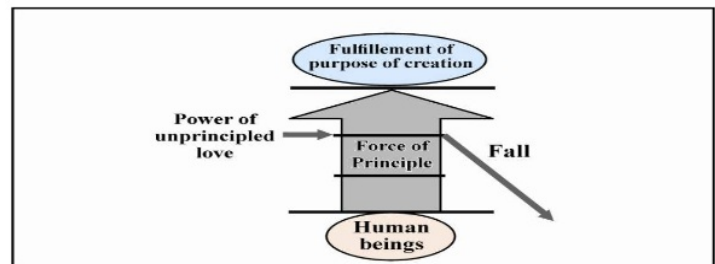 Fulfillement of
purpose of creation
Power of
unprincipled
love
Force of
Principle
Fall
Human
beings